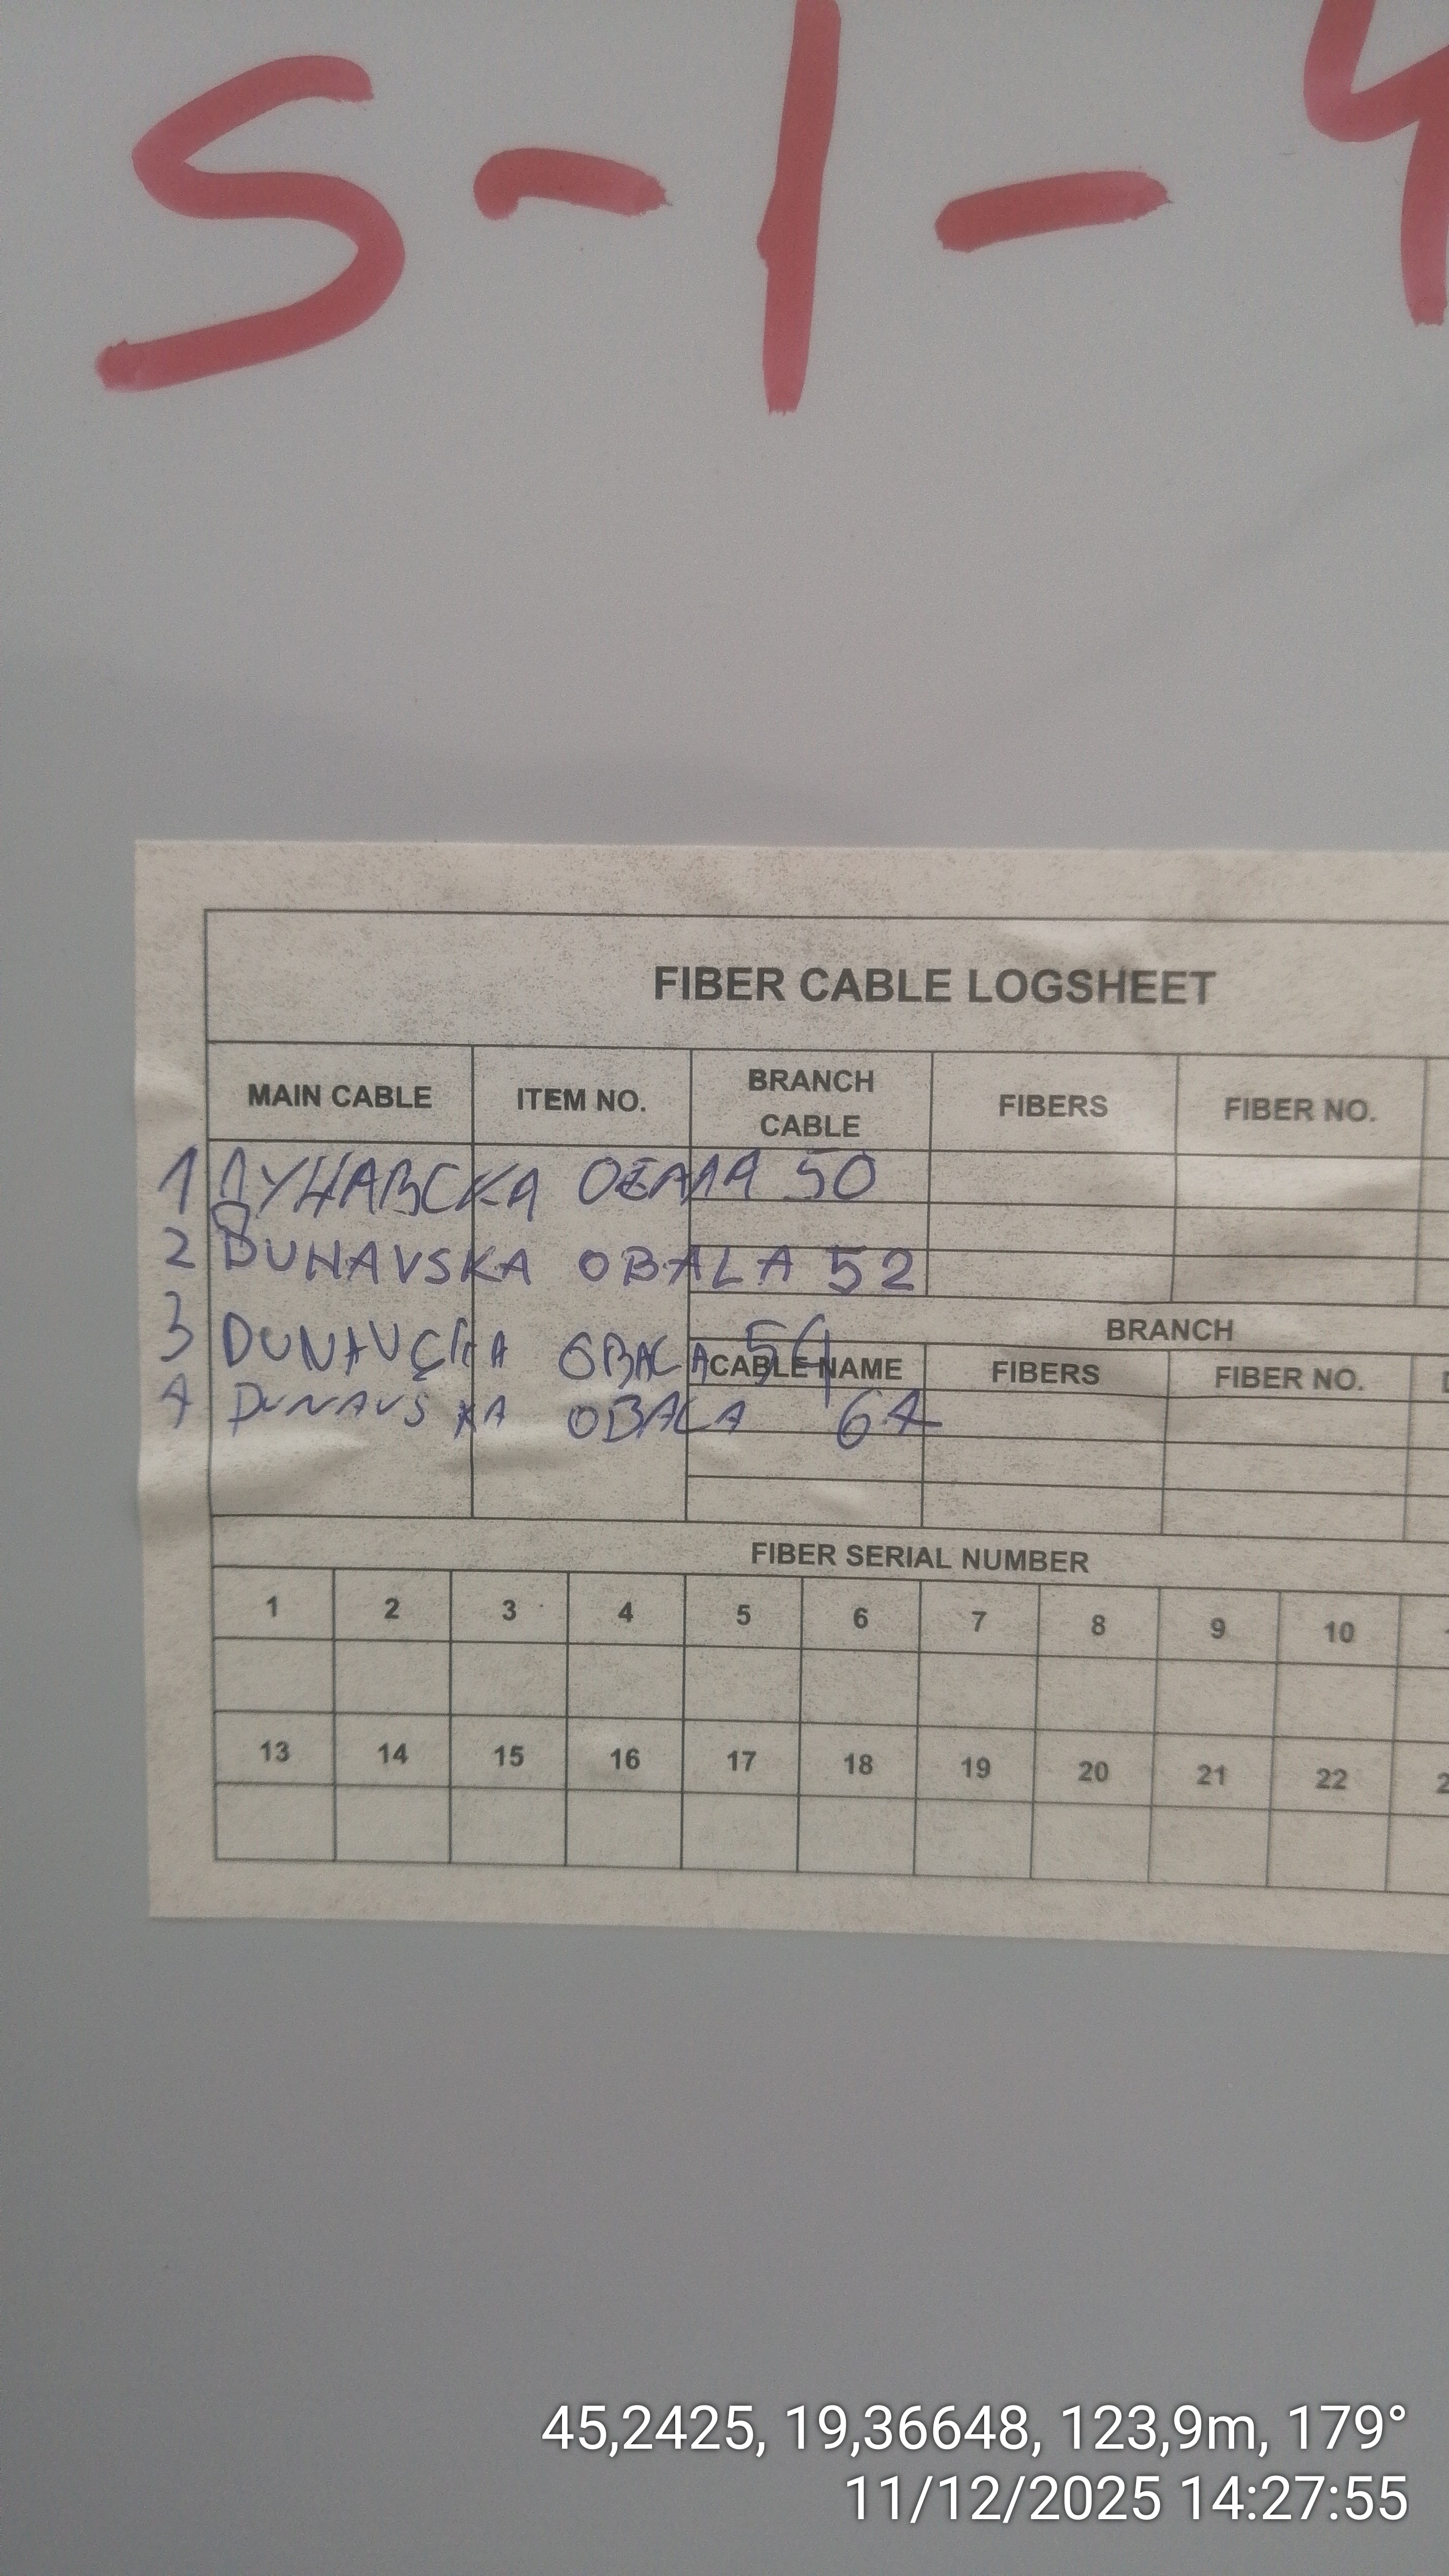 S-1-4
FIBER CABLE LOGSHEET
MAIN CABLE ITEM NO. BRANCH CABLE FIBERS FIBER NO.
1 ДУНАВСКА ОБАЛА 50
2 DUNAVSKA OBALA 52
3 DUNAVSKA OBALA 54
BRANCH
CABLE NAME FIBERS FIBER NO.
4 DUNAVSKA OBALA 64
FIBER SERIAL NUMBER
1 2 3 4 5 6 7 8 9 10
13 14 15 16 17 18 19 20 21 22
45,2425, 19,36648, 123,9m, 179°
11/12/2025 14:27:55